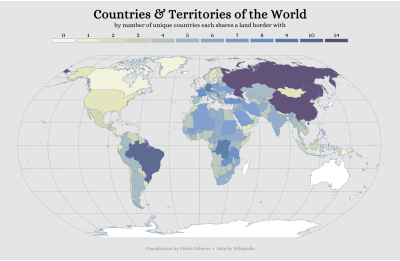 Countries & Territories of the World
by number of unique countries each shares a land border with
0 1 2 3 4 5 6 7 8 9 10 14
Visualization by Cédric Scherer • Data by Wikipedia